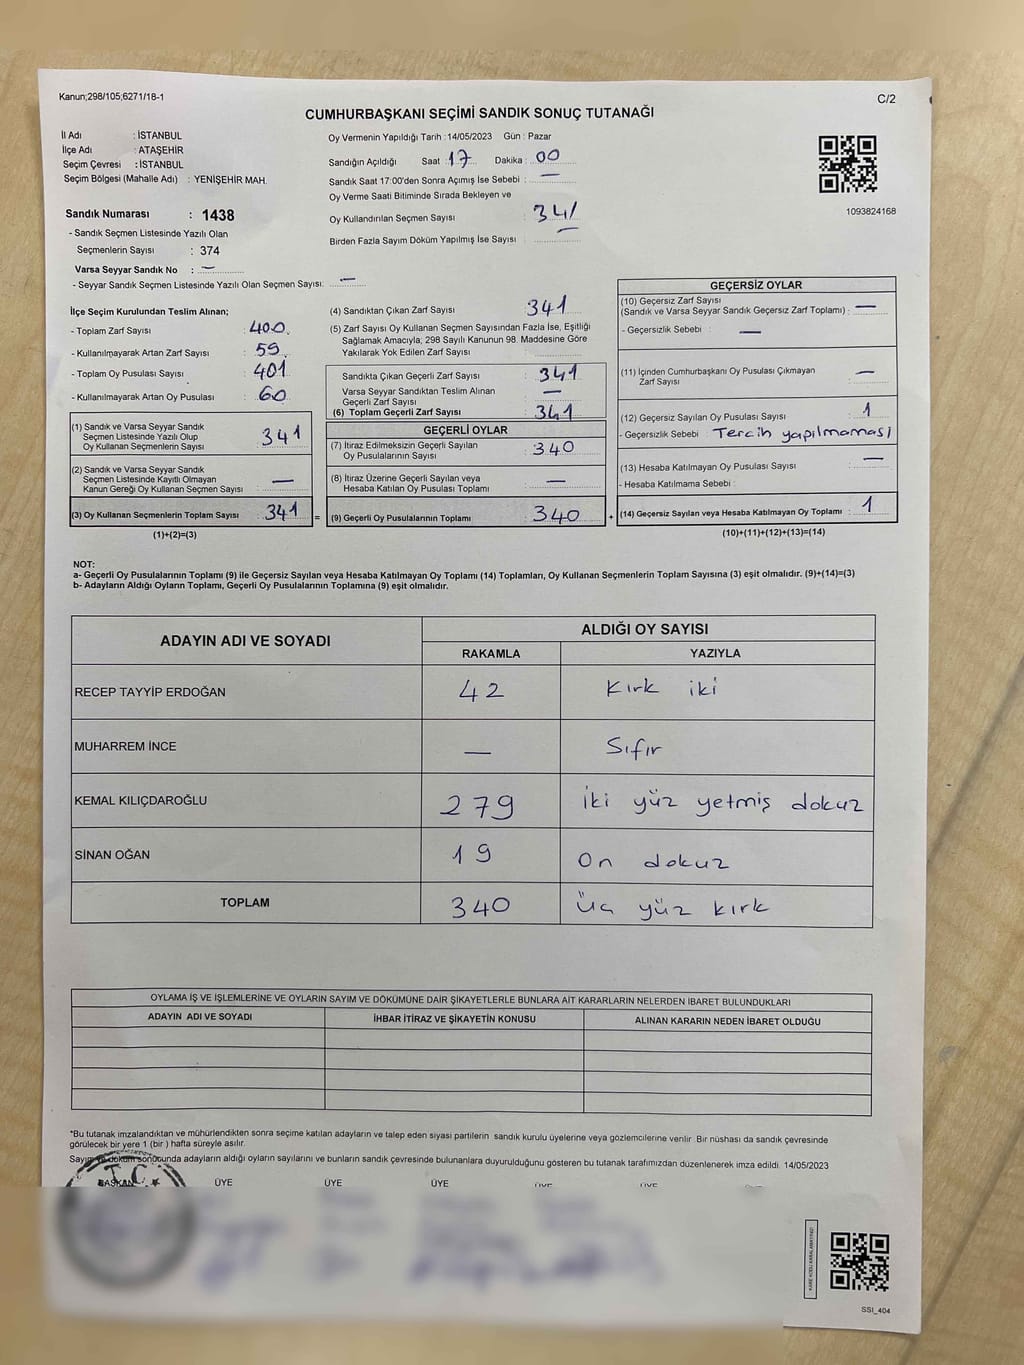 Kanun;298/105;6271/18-1
C/2
CUMHURBAŞKANI SEÇİMİ SANDIK SONUÇ TUTANAĞI
İl Adı : İSTANBUL
İlçe Adı : ATAŞEHİR
Seçim Çevresi : İSTANBUL
Seçim Bölgesi (Mahalle Adı) : YENİŞEHİR MAH.
Sandık Numarası : 1438
- Sandık Seçmen Listesinde Yazılı Olan
Seçmenlerin Sayısı : 374
Varsa Seyyar Sandık No : —
- Seyyar Sandık Seçmen Listesinde Yazılı Olan Seçmen Sayısı: —
Oy Vermenin Yapıldığı Tarih : 14/05/2023 Gün : Pazar
Sandığın Açıldığı Saat : 17 Dakika : 00
Sandık Saat 17:00'den Sonra Açımış İse Sebebi : —
Oy Verme Saati Bitiminde Sırada Bekleyen ve
Oy Kullandırılan Seçmen Sayısı : 341
Birden Fazla Sayım Döküm Yapılmış İse Sayısı :
1093824168
İlçe Seçim Kurulundan Teslim Alınan;
- Toplam Zarf Sayısı : 400
- Kullanılmayarak Artan Zarf Sayısı : 59
- Toplam Oy Pusulası Sayısı : 401
- Kullanılmayarak Artan Oy Pusulası : 60
(1) Sandık ve Varsa Seyyar Sandık
Seçmen Listesinde Yazılı Olup
Oy Kullanan Seçmenlerin Sayısı : 341
(2) Sandık ve Varsa Seyyar Sandık
Seçmen Listesinde Kayıtlı Olmayan
Kanun Gereği Oy Kullanan Seçmen Sayısı : —
(3) Oy Kullanan Seçmenlerin Toplam Sayısı : 341 =
(1)+(2)=(3)
(4) Sandıktan Çıkan Zarf Sayısı : 341
(5) Zarf Sayısı Oy Kullanan Seçmen Sayısından Fazla İse, Eşitliği
Sağlamak Amacıyla; 298 Sayılı Kanunun 98. Maddesine Göre
Yakılarak Yok Edilen Zarf Sayısı :
Sandıkta Çıkan Geçerli Zarf Sayısı : 341
Varsa Seyyar Sandıktan Teslim Alınan
Geçerli Zarf Sayısı : —
(6) Toplam Geçerli Zarf Sayısı : 341
GEÇERLİ OYLAR
(7) İtiraz Edilmeksizin Geçerli Sayılan
Oy Pusulalarının Sayısı : 340
(8) İtiraz Üzerine Geçerli Sayılan veya
Hesaba Katılan Oy Pusulası Toplamı : —
(9) Geçerli Oy Pusulalarının Toplamı : 340 +
GEÇERSİZ OYLAR
(10) Geçersiz Zarf Sayısı
(Sandık ve Varsa Seyyar Sandık Geçersiz Zarf Toplamı) : —
- Geçersizlik Sebebi : —
(11) İçinden Cumhurbaşkanı Oy Pusulası Çıkmayan
Zarf Sayısı : —
(12) Geçersiz Sayılan Oy Pusulası Sayısı : 1
- Geçersizlik Sebebi : Tercih yapılmaması
(13) Hesaba Katılmayan Oy Pusulası Sayısı : —
- Hesaba Katılmama Sebebi :
(14) Geçersiz Sayılan veya Hesaba Katılmayan Oy Toplamı : 1
(10)+(11)+(12)+(13)=(14)
NOT:
a- Geçerli Oy Pusulalarının Toplamı (9) ile Geçersiz Sayılan veya Hesaba Katılmayan Oy Toplamı (14) Toplamları, Oy Kullanan Seçmenlerin Toplam Sayısına (3) eşit olmalıdır. (9)+(14)=(3)
b- Adayların Aldığı Oyların Toplamı, Geçerli Oy Pusulalarının Toplamına (9) eşit olmalıdır.
ADAYIN ADI VE SOYADI
ALDIĞI OY SAYISI
RAKAMLA YAZIYLA
RECEP TAYYİP ERDOĞAN 42 Kırk iki
MUHARREM İNCE — Sıfır
KEMAL KILIÇDAROĞLU 279 iki yüz yetmiş dokuz
SİNAN OĞAN 19 On dokuz
TOPLAM 340 üç yüz kırk
OYLAMA İŞ VE İŞLEMLERİNE VE OYLARIN SAYIM VE DÖKÜMÜNE DAİR ŞİKAYETLERLE BUNLARA AİT KARARLARIN NELERDEN İBARET BULUNDUKLARI
ADAYIN ADI VE SOYADI İHBAR İTİRAZ VE ŞİKAYETİN KONUSU ALINAN KARARIN NEDEN İBARET OLDUĞU
*Bu tutanak imzalandıktan ve mühürlendikten sonra seçime katılan adayların ve talep eden siyasi partilerin sandık kurulu üyelerine veya gözlemcilerine verilir. Bir nüshası da sandık çevresinde
görülecek bir yere 1 (bir ) hafta süreyle asılır.
Sayım ve döküm sonucunda adayların aldığı oyların sayılarını ve bunların sandık çevresinde bulunanlara duyurulduğunu gösteren bu tutanak tarafımızdan düzenlenerek imza edildi. 14/05/2023
T.C.
BAŞKAN ÜYE ÜYE ÜYE ÜYE ÜYE
SSI_404